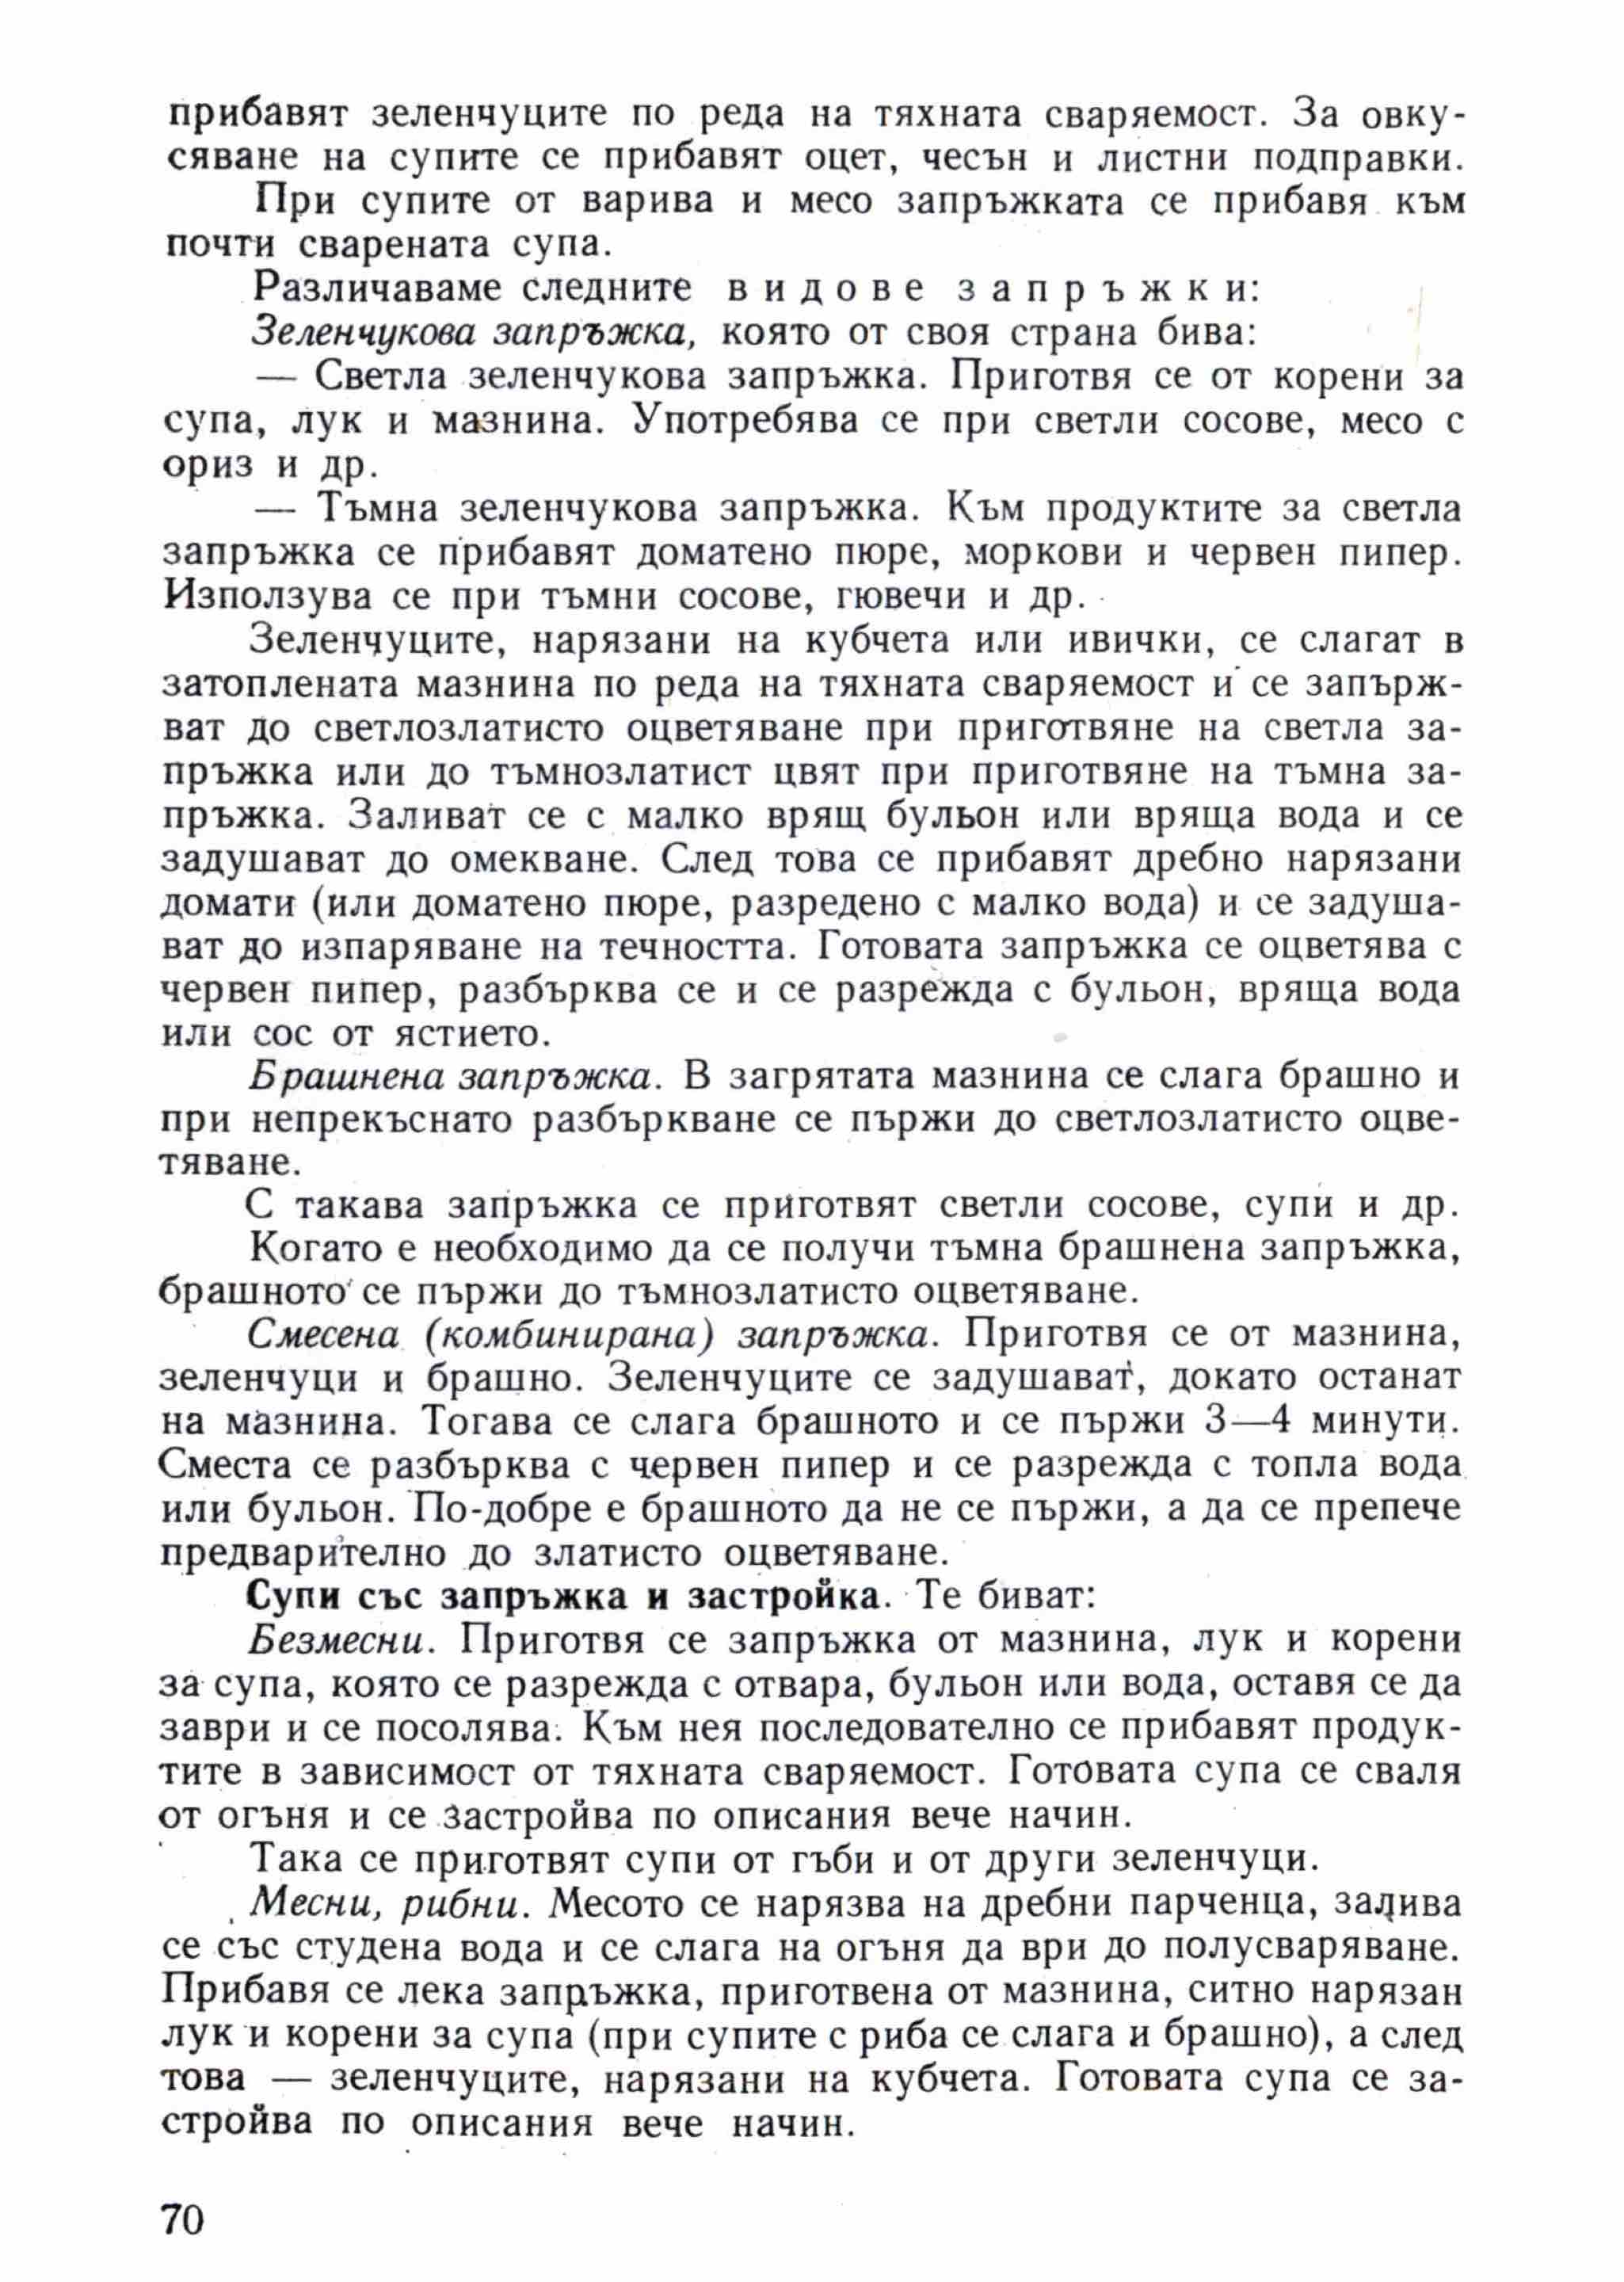 прибавят зеленчуците по реда на тяхната сваряемост. За овку-
сяване на супите се прибавят оцет, чесън и листни подправки.
При супите от варива и месо запръжката се прибавя към
почти сварената супа.
Различаваме следните видове запръжки:
Зеленчукова запръжка, която от своя страна бива:
— Светла зеленчукова запръжка. Приготвя се от корени за
супа, лук и мазнина. Употребява се при светли сосове, месо с
ориз и др.
— Тъмна зеленчукова запръжка. Към продуктите за светла
запръжка се прибавят доматено пюре, моркови и червен пипер.
Използува се при тъмни сосове, гювечи и др.
Зеленчуците, нарязани на кубчета или ивички, се слагат в
затоплената мазнина по реда на тяхната сваряемост и се запърж-
ват до светлозлатисто оцветяване при приготвяне на светла за-
пръжка или до тъмнозлатист цвят при приготвяне на тъмна за-
пръжка. Заливат се с малко врящ бульон или вряща вода и се
задушават до омекване. След това се прибавят дребно нарязани
домати (или доматено пюре, разредено с малко вода) и се задуша-
ват до изпаряване на течността. Готовата запръжка се оцветява с
червен пипер, разбърква се и се разрежда с бульон, вряща вода
или сос от ястието.
Брашнена запръжка. В загрятата мазнина се слага брашно и
при непрекъснато разбъркване се пържи до светлозлатисто оцве-
тяване.
С такава запръжка се приготвят светли сосове, супи и др.
Когато е необходимо да се получи тъмна брашнена запръжка,
брашното се пържи до тъмнозлатисто оцветяване.
Смесена (комбинирана) запръжка. Приготвя се от мазнина,
зеленчуци и брашно. Зеленчуците се задушават, докато останат
на мазнина. Тогава се слага брашното и се пържи 3—4 минути.
Сместа се разбърква с червен пипер и се разрежда с топла вода
или бульон. По-добре е брашното да не се пържи, а да се препече
предварително до златисто оцветяване.
Супи със запръжка и застройка. Те биват:
Безмесни. Приготвя се запръжка от мазнина, лук и корени
за супа, която се разрежда с отвара, бульон или вода, оставя се да
заври и се посолява. Към нея последователно се прибавят продук-
тите в зависимост от тяхната сваряемост. Готовата супа се сваля
от огъня и се застройва по описания вече начин.
Така се приготвят супи от гъби и от други зеленчуци.
Месни, рибни. Месото се нарязва на дребни парченца, залива
се със студена вода и се слага на огъня да ври до полусваряване.
Прибавя се лека запръжка, приготвена от мазнина, ситно нарязан
лук и корени за супа (при супите с риба се слага и брашно), а след
това — зеленчуците, нарязани на кубчета. Готовата супа се за-
стройва по описания вече начин.
70